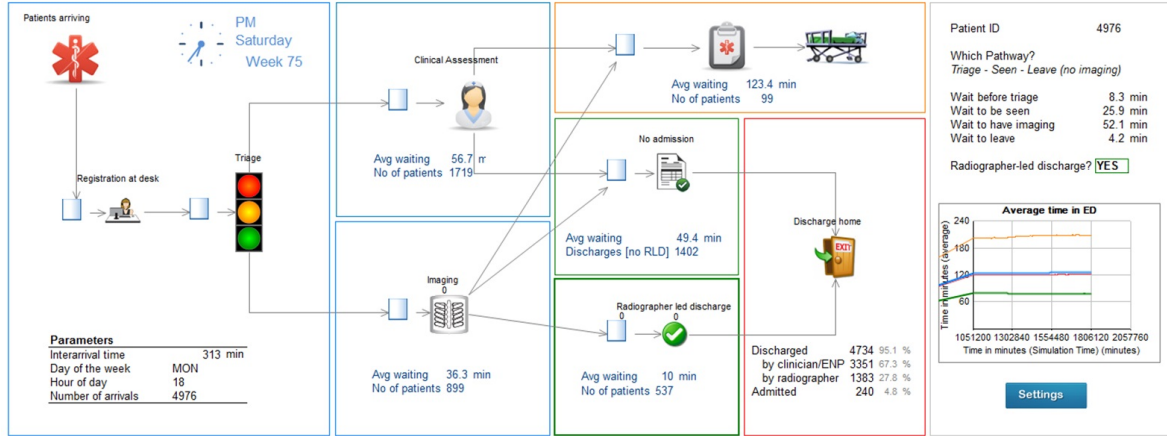 Patients arriving
PM
Saturday
Week 75
Registration at desk
Triage
Parameters
Interarrival time 313 min
Day of the week MON
Hour of day 18
Number of arrivals 4976
Clinical Assessment
Avg waiting 56.7
No of patients 1719
Imaging
0
Avg waiting 36.3 min
No of patients 899
Avg waiting 123.4 min
No of patients 99
No admission
Avg waiting 49.4 min
Discharges [no RLD] 1402
Radiographer led discharge
0 0
Avg waiting 10 min
No of patients 537
Discharge home
EXIT
Discharged 4734 95.1 %
by clinician/ENP 3351 67.3 %
by radiographer 1383 27.8 %
Admitted 240 4.8 %
Patient ID 4976
Which Pathway?
Triage - Seen - Leave (no imaging)
Wait before triage 8.3 min
Wait to be seen 25.9 min
Wait to have imaging 52.1 min
Wait to leave 4.2 min
Radiographer-led discharge? YES
Average time in ED
Time in minutes (average)
240
180
120
60
1051200 1302840 1554480 1806120 2057760
Time in minutes (Simulation Time) (minutes)
Settings